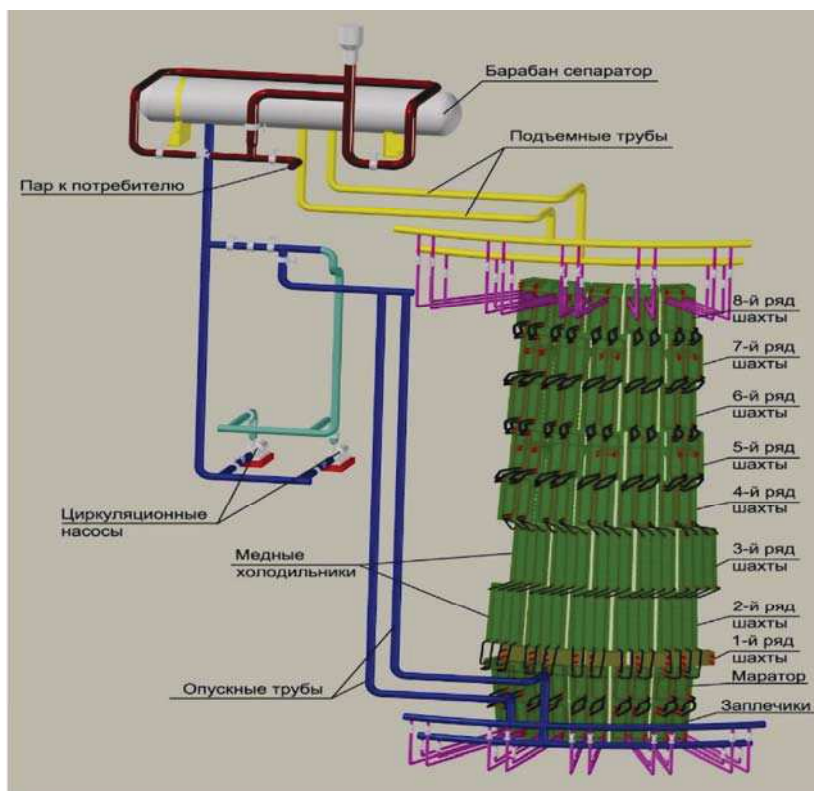 Барабан сепаратор
Подъемные трубы
Пар к потребителю
8-й ряд
шахты
7-й ряд
шахты
6-й ряд
шахты
5-й ряд
шахты
4-й ряд
шахты
Циркуляционные
насосы
Медные
холодильники
3-й ряд
шахты
2-й ряд
шахты
1-й ряд
шахты
Маратор
Опускные трубы
Заплечики